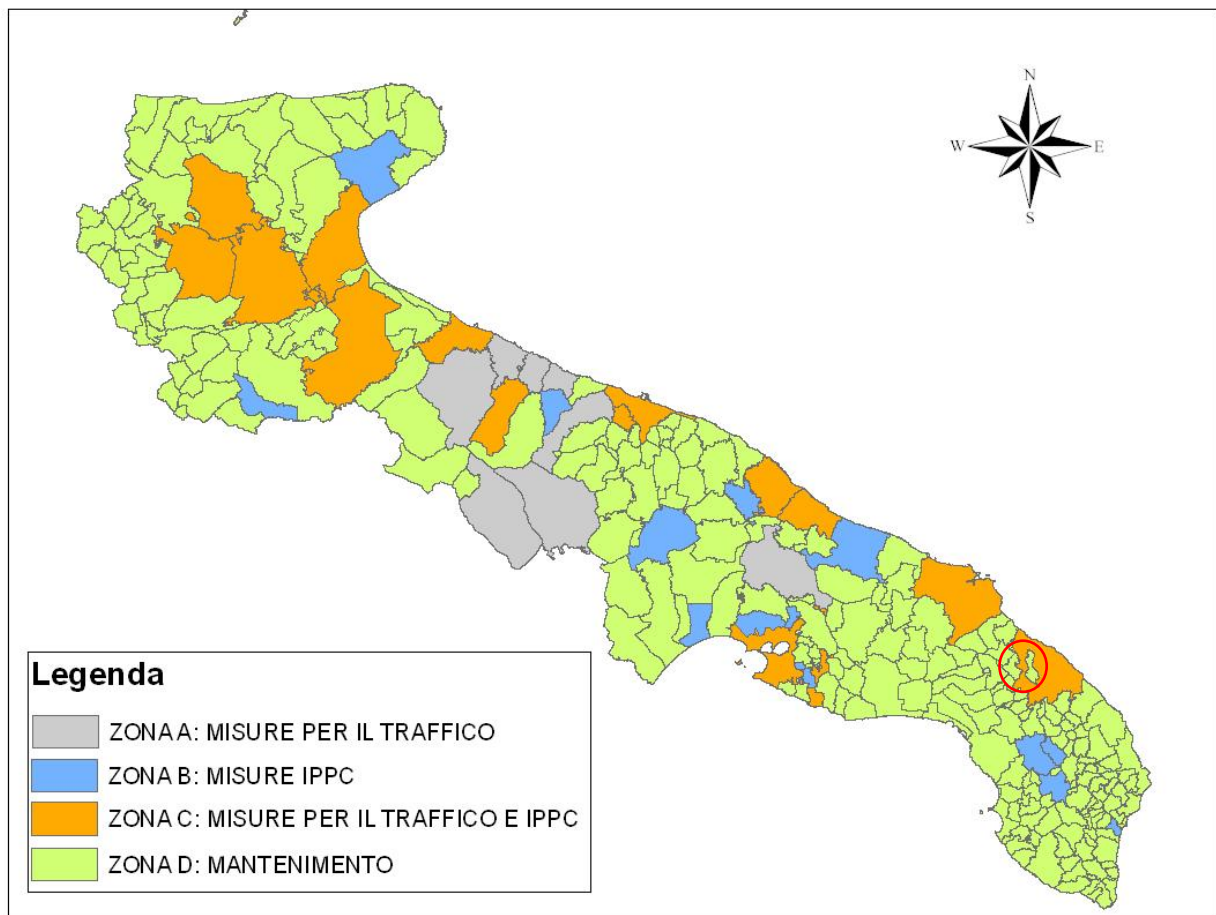 N
W
E
S
Legenda
ZONA A: MISURE PER IL TRAFFICO
ZONA B: MISURE IPPC
ZONA C: MISURE PER IL TRAFFICO E IPPC
ZONA D: MANTENIMENTO